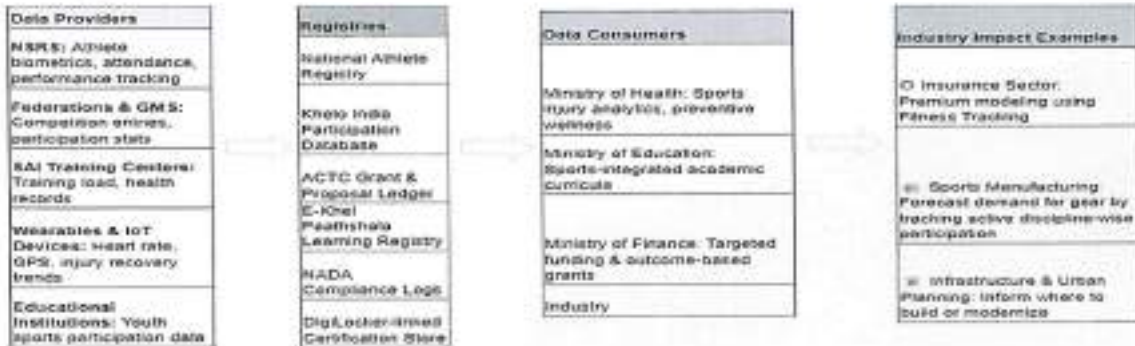 Data Providers
NSRS: Athlete
biometrics, attendance,
performance tracking
Federations & GMS:
Competition entries,
participation stats
SAI Training Centers:
Training load, health
records
Wearables & IoT
Devices: Heart rate,
GPS, injury recovery
trends
Educational
Institutions: Youth
sports participation data
Registries
National Athlete
Registry
Khelo India
Participation
Database
ACTC Grant &
Proposal Ledger
E-Khel
Paathshala
Learning Registry
NADA
Compliance Logs
DigiLocker-linked
Certification Store
Data Consumers
Ministry of Health: Sports
injury analytics, preventive
wellness
Ministry of Education:
Sports-integrated academic
curricula
Ministry of Finance: Targeted
funding & outcome-based
grants
Industry
Industry Impact Examples
Insurance Sector:
Premium modeling using
Fitness Tracking
Sports Manufacturing
Forecast demand for gear by
tracking active discipline-wise
participation
Infrastructure & Urban
Planning: Inform where to
build or modernize